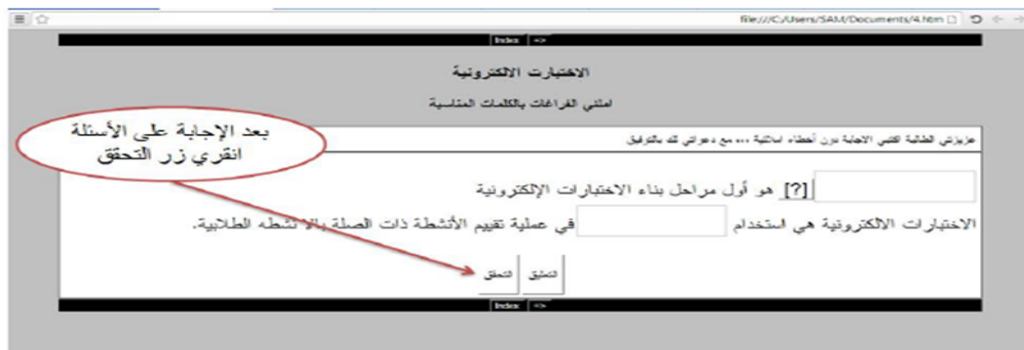 file:///C:/Users/SAM/Documents/4.htm
Index =>
الاختبارات الالكترونية
املئي الفراغات بالكلمات المناسبة
بعد الإجابة على الأسئلة
انقري زر التحقق
عزيزتي الطالبة اكتبي الاجابة دون أخطاء املائية ... مع دعواتي لك بالتوفيق
[?] هو أول مراحل بناء الاختبارات الإلكترونية
الاختبارات الالكترونية هي استخدام في عملية تقييم الأنشطة ذات الصلة بالانشطه الطلابية.
التحقق
Index =>